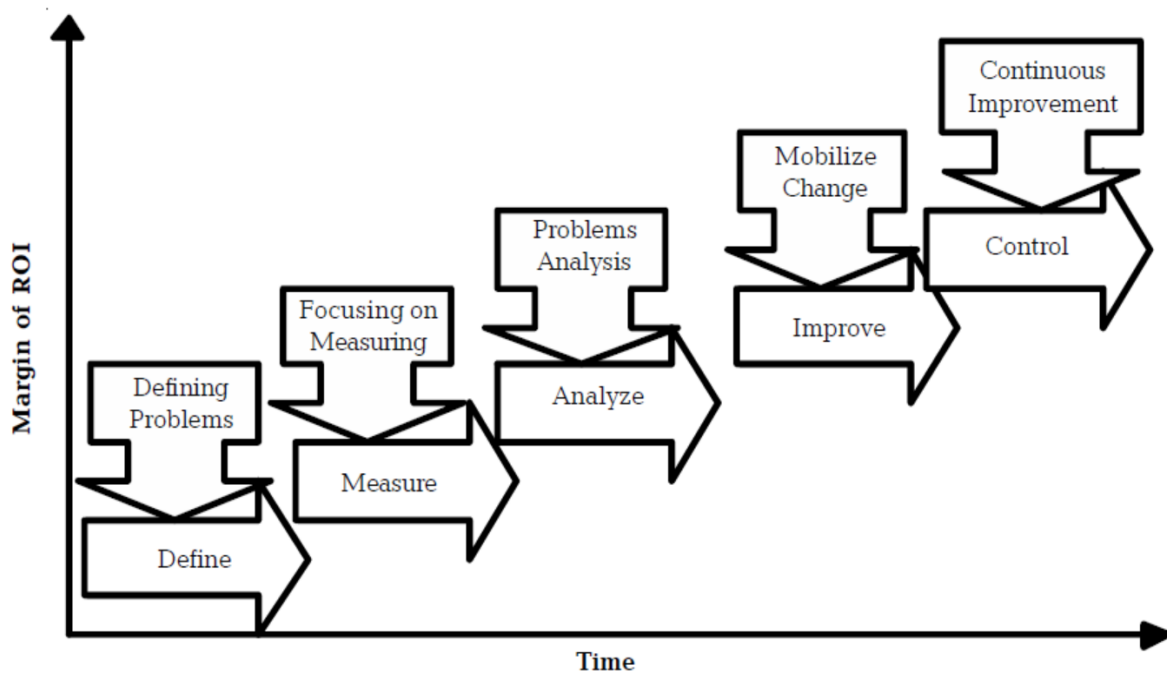 Continuous
Improvement
Mobilize
Change
Problems
Analysis
Control
Focusing on
Measuring
Improve
Defining
Problems
Analyze
Measure
Define
Margin of ROI
Time